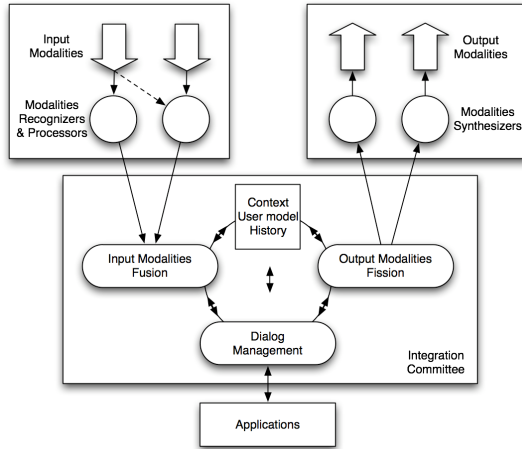 Input
Modalities
Output
Modalities
Modalities
Recognizers
& Processors
Modalities
Synthesizers
Context
User model
History
Input Modalities
Fusion
Output Modalities
Fission
Dialog
Management
Integration
Committee
Applications